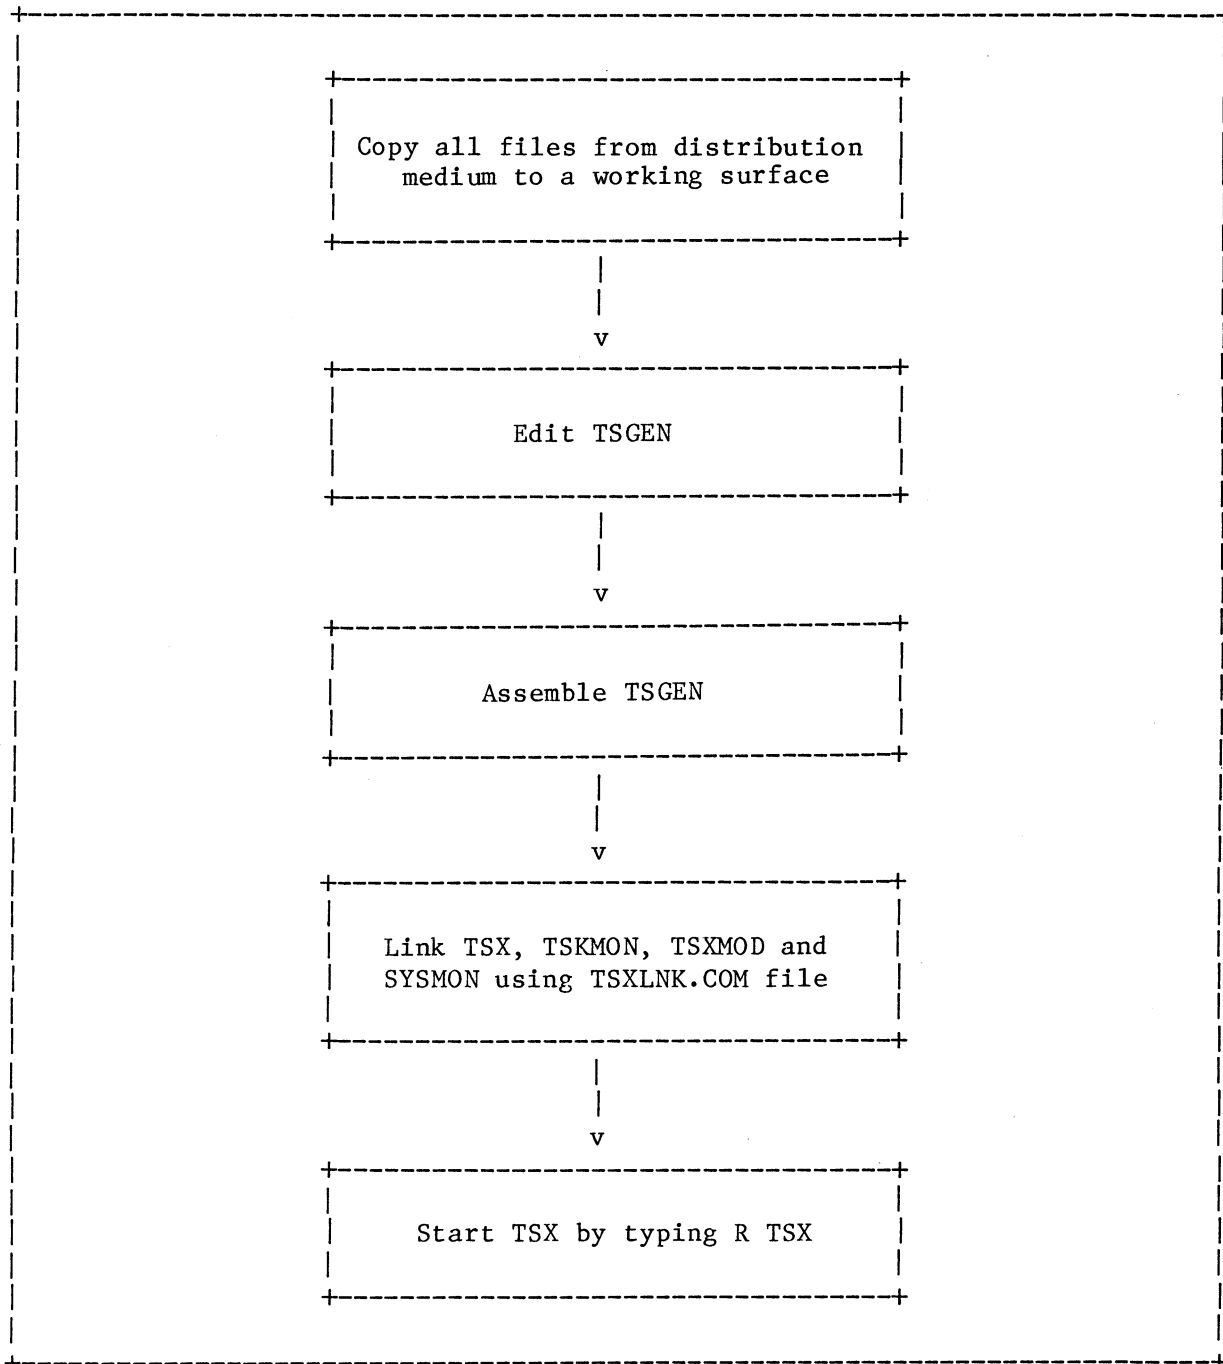 Copy all files from distribution
medium to a working surface
v
Edit TSGEN
v
Assemble TSGEN
v
Link TSX, TSKMON, TSXMOD and
SYSMON using TSXLNK.COM file
v
Start TSX by typing R TSX